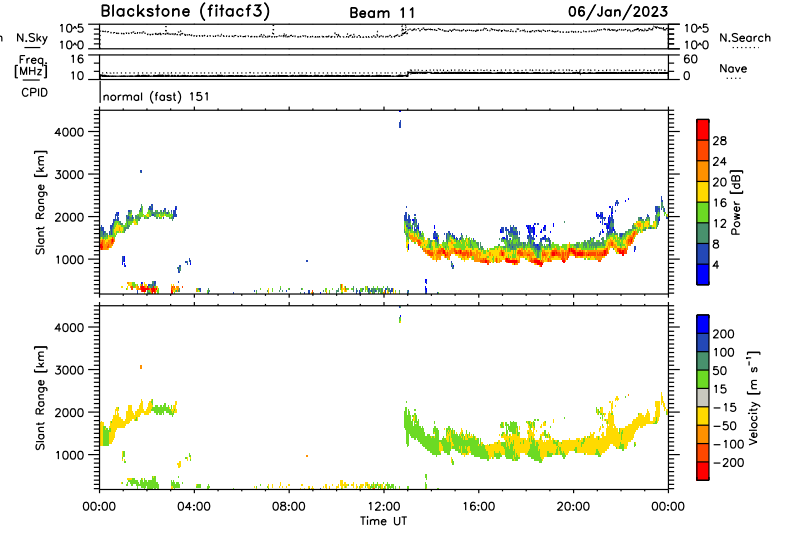 Blackstone (fitacf3) Beam 11 06/Jan/2023
N.Sky 10^5 10^0 10^5 10^0 N.Search
Freq. [MHz] 16 10 60 0 Nave
CPID normal (fast) 151
4000
3000
2000
1000
Slant Range [km]
28
24
20
16
12
8
4
Power [dB]
4000
3000
2000
1000
Slant Range [km]
200
100
50
15
-15
-50
-100
-200
Velocity [m s⁻¹]
00:00 04:00 08:00 12:00 16:00 20:00 00:00
Time UT